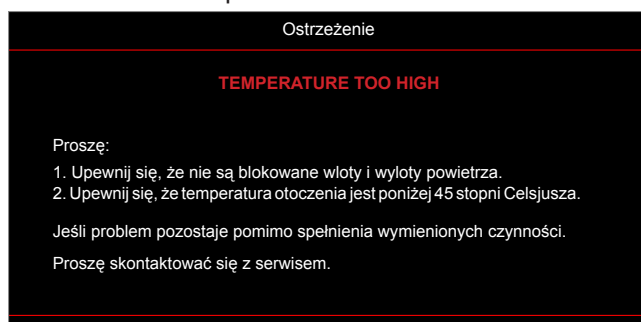 Ostrzeżenie
TEMPERATURE TOO HIGH
Proszę:
1. Upewnij się, że nie są blokowane wloty i wyloty powietrza.
2. Upewnij się, że temperatura otoczenia jest poniżej 45 stopni Celsjusza.
Jeśli problem pozostaje pomimo spełnienia wymienionych czynności.
Proszę skontaktować się z serwisem.